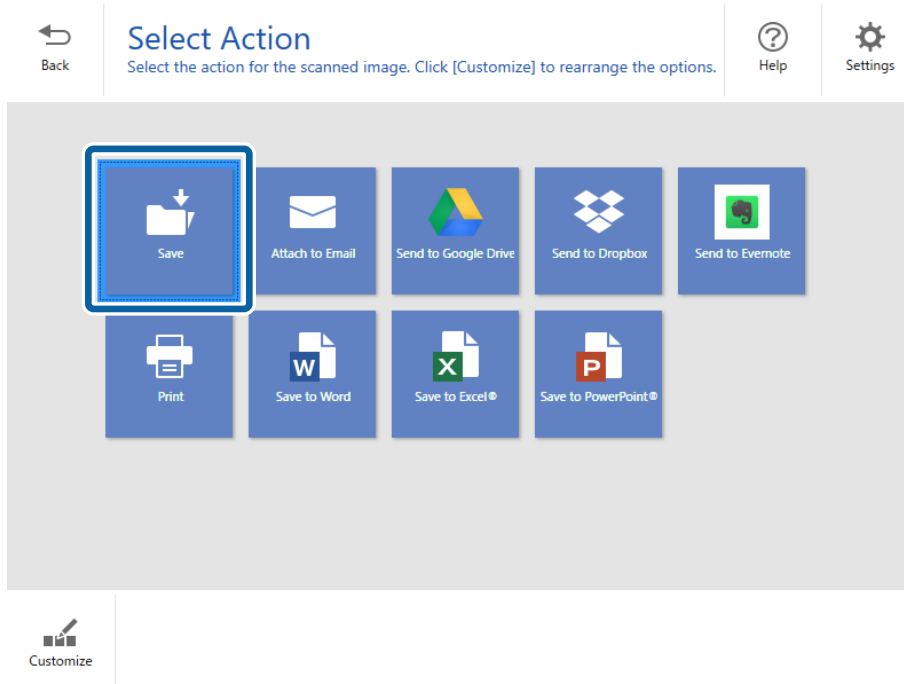 Select Action
Back
Select the action for the scanned image. Click [Customize] to rearrange the options.
Help
Settings
Save
Attach to Email
Send to Google Drive
Send to Dropbox
Send to Evernote
Print
W
Save to Word
X
Save to Excel®
P
Save to PowerPoint®
Customize